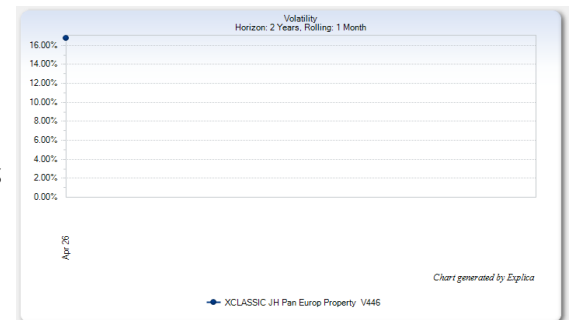 Volatility
Horizon: 2 Years, Rolling: 1 Month
16.00%
14.00%
12.00%
10.00%
8.00%
6.00%
4.00%
2.00%
0.00%
Apr 26
Chart generated by Explica
XCLASSIC JH Pan Europ Property V446